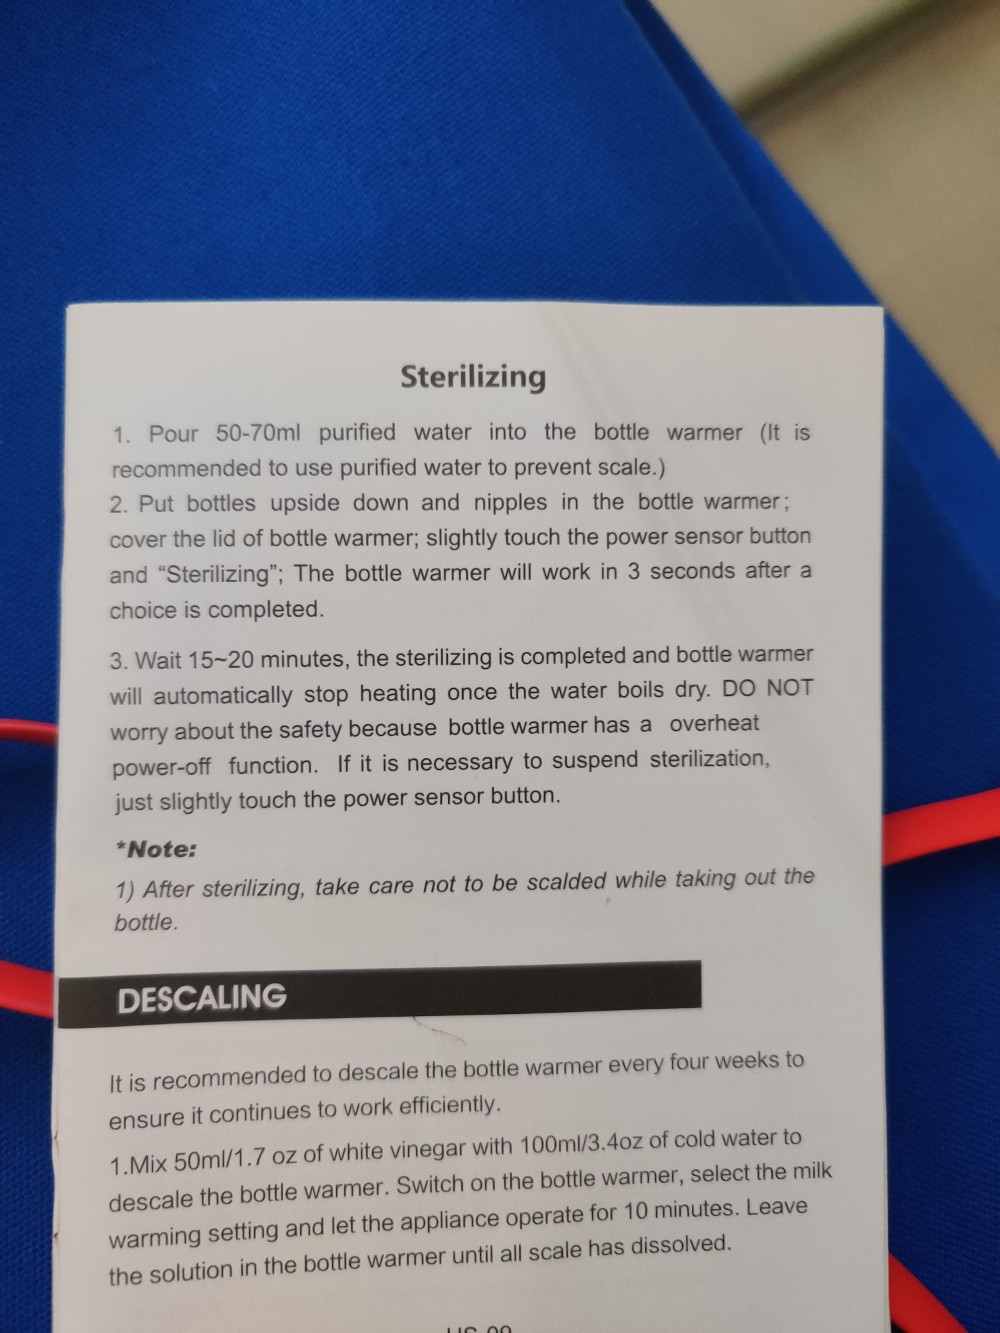 Sterilizing
1. Pour 50-70ml purified water into the bottle warmer (It is
recommended to use purified water to prevent scale.)
2. Put bottles upside down and nipples in the bottle warmer;
cover the lid of bottle warmer; slightly touch the power sensor button
and “Sterilizing”; The bottle warmer will work in 3 seconds after a
choice is completed.
3. Wait 15~20 minutes, the sterilizing is completed and bottle warmer
will automatically stop heating once the water boils dry. DO NOT
worry about the safety because bottle warmer has a overheat
power-off function. If it is necessary to suspend sterilization,
just slightly touch the power sensor button.
*Note:
1) After sterilizing, take care not to be scalded while taking out the
bottle.
DESCALING
It is recommended to descale the bottle warmer every four weeks to
ensure it continues to work efficiently.
1.Mix 50ml/1.7 oz of white vinegar with 100ml/3.4oz of cold water to
descale the bottle warmer. Switch on the bottle warmer, select the milk
warming setting and let the appliance operate for 10 minutes. Leave
the solution in the bottle warmer until all scale has dissolved.